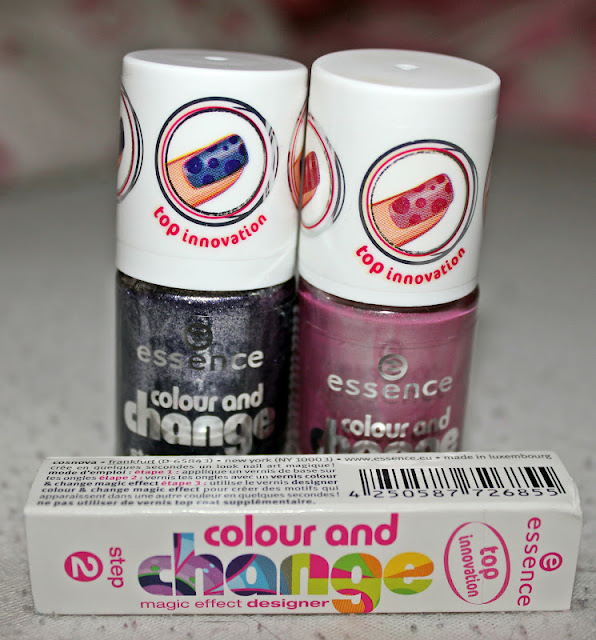 top innovation
top innovation
essence
colour and
change
essence
colour and
change
cosnova • frankfurt (D-65843) • new york (NY 10003) • www.essence.eu • made in luxembourg
crée en quelques secondes un look nail art magique!
mode d'emploi : étape 1 : applique un vernis de base sur
tes ongles étape 2 : vernis tes ongles avec un vernis
& change magic effect étape 3 : utilise le vernis designer
colour & change magic effect pour créer des motifs qui
apparaissent dans une autre couleur en quelques secondes!
ne pas utiliser de vernis top supplémentaire.
4 250587 726855
step 2
colour and
change
magic effect designer
top innovation
essence